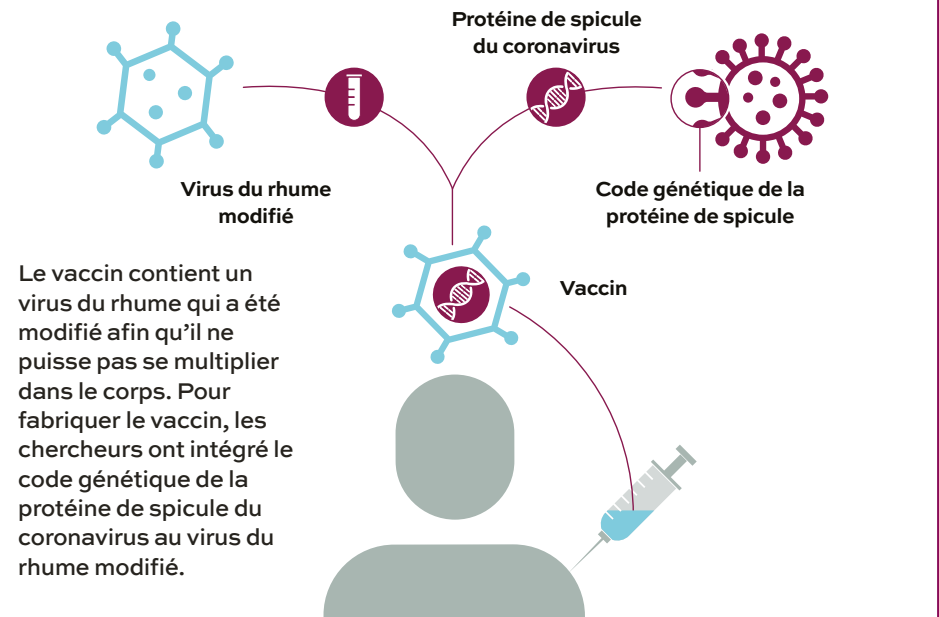 Protéine de spicule
du coronavirus
Virus du rhume
modifié
Code génétique de la
protéine de spicule
Vaccin
Le vaccin contient un
virus du rhume qui a été
modifié afin qu’il ne
puisse pas se multiplier
dans le corps. Pour
fabriquer le vaccin, les
chercheurs ont intégré le
code génétique de la
protéine de spicule du
coronavirus au virus du
rhume modifié.